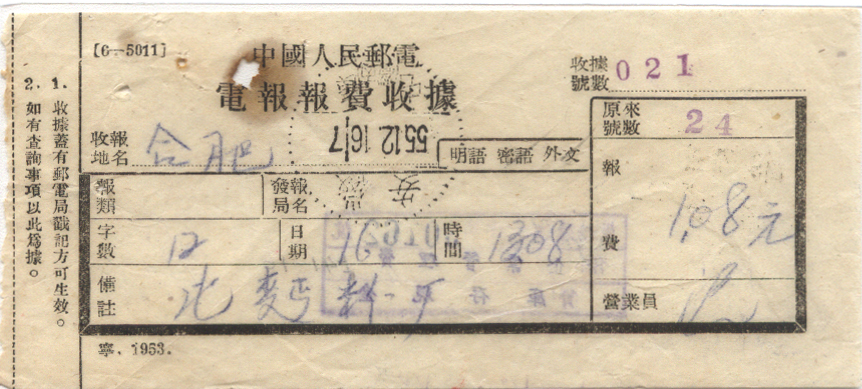 [6—5011]
中國人民郵電
電報報費收據
收據號數 021
原來號數 24
收報地名 合肥
55 12 16 7
明語 密語 外文
報類
發報局名
字數 12
日期 16
時間 1308
備註
報費 1.08元
營業員
寧．1953．
1．收據蓋有郵電局戳記方可生效。
2．如有查詢事項以此爲據。